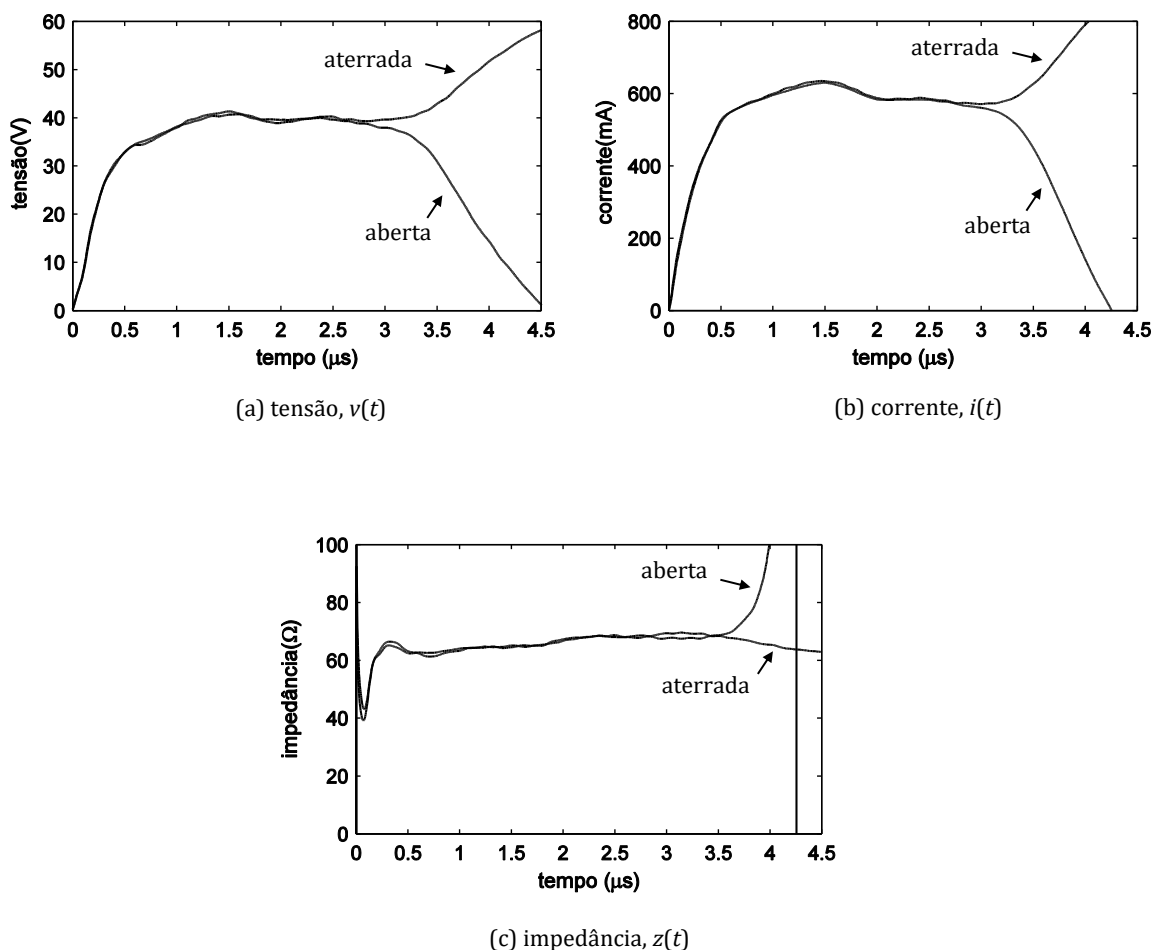 60
50
40
30
20
10
0
tensão(V)
aterrada
aberta
0 0.5 1 1.5 2 2.5 3 3.5 4 4.5
tempo (μs)
(a) tensão, v(t)
800
600
400
600
200
0
corrente(mA)
aterrada
aberta
0 0.5 1 1.5 2 2.5 3 3.5 4 4.5
tempo (μs)
(b) corrente, i(t)
100
80
60
40
20
0
impedância(Ω)
aberta
aterrada
0 0.5 1 1.5 2 2.5 3 3.5 4 4.5
tempo (μs)
(c) impedância, z(t)